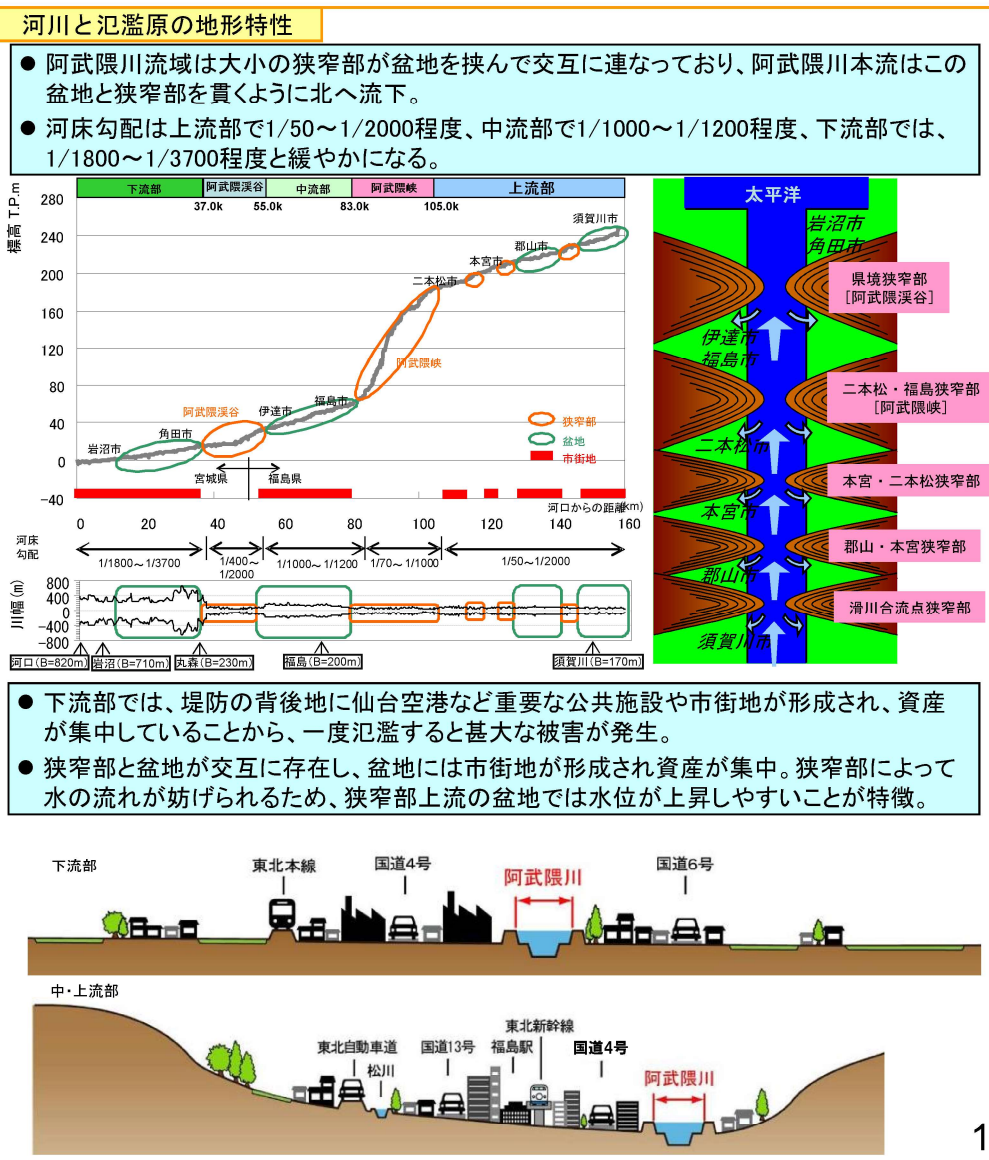 河川と氾濫原の地形特性
● 阿武隈川流域は大小の狭窄部が盆地を挟んで交互に連なっており、阿武隈川本流はこの
盆地と狭窄部を貫くように北へ流下。
● 河床勾配は上流部で1/50～1/2000程度、中流部で1/1000～1/1200程度、下流部では、
1/1800～1/3700程度と緩やかになる。
標高 T.P.m
下流部 阿武隈渓谷 中流部 阿武隈峡 上流部
37.0k 55.0k 83.0k 105.0k
280
240
200
160
120
80
40
0
-40
須賀川市
郡山市
本宮市
二本松市
阿武隈峡
福島市
伊達市
阿武隈渓谷
角田市
岩沼市
狭窄部
盆地
市街地
宮城県 福島県
河口からの距離(km)
0 20 40 60 80 100 120 140 160
河床
勾配
1/1800～1/3700
1/400～
1/2000
1/1000～1/1200
1/70～1/1000
1/50～1/2000
川幅(m)
800
400
0
-400
-800
河口(B=820m)
岩沼(B=710m)
丸森(B=230m)
福島(B=200m)
須賀川(B=170m)
太平洋
岩沼市
角田市
県境狭窄部
[阿武隈渓谷]
伊達市
福島市
二本松・福島狭窄部
[阿武隈峡]
二本松市
本宮・二本松狭窄部
本宮市
郡山・本宮狭窄部
郡山市
滑川合流点狭窄部
須賀川市
● 下流部では、堤防の背後地に仙台空港など重要な公共施設や市街地が形成され、資産
が集中していることから、一度氾濫すると甚大な被害が発生。
● 狭窄部と盆地が交互に存在し、盆地には市街地が形成され資産が集中。狭窄部によって
水の流れが妨げられるため、狭窄部上流の盆地では水位が上昇しやすいことが特徴。
下流部
東北本線
国道4号
阿武隈川
国道6号
中・上流部
東北自動車道
松川
国道13号
福島駅
東北新幹線
国道4号
阿武隈川
1